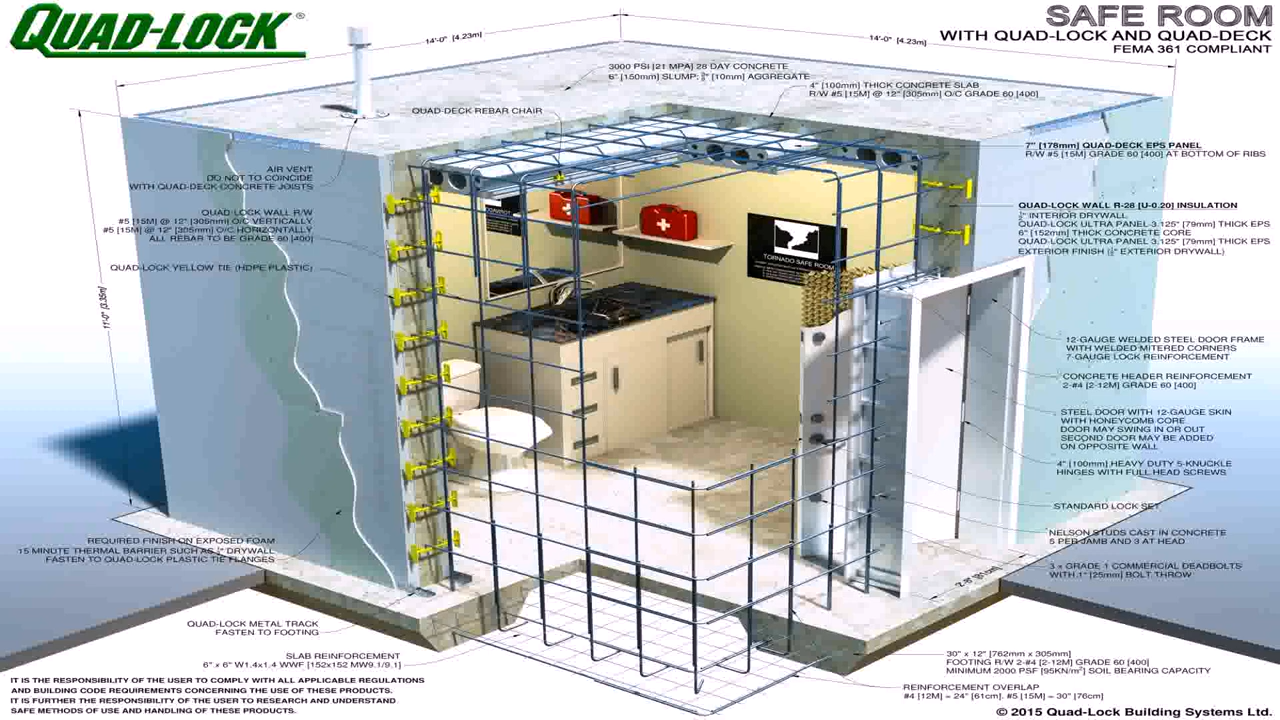 QUAD-LOCK®
SAFE ROOM
WITH QUAD-LOCK AND QUAD-DECK
FEMA 361 COMPLIANT
14'-0" [4.23m]
14'-0" [4.23m]
3000 PSI [21 MPA] 28 DAY CONCRETE
6" [150mm] SLUMP; [10mm] AGGREGATE
4" [100mm] THICK CONCRETE SLAB
R/W #5 [15M] @ 12" [305mm] O/C GRADE 60 [400]
QUAD-DECK REBAR CHAIR
7" [178mm] QUAD-DECK EPS PANEL
R/W #5 [15M] GRADE 60 [400] AT BOTTOM OF RIBS
AIR VENT
DO NOT TO COINCIDE
WITH QUAD-DECK CONCRETE JOISTS
QUAD-LOCK WALL R/W
#5 [15M] @ 12" [305mm] O/C VERTICALLY
#5 [15M] @ 12" [305mm] O/C HORIZONTALLY
ALL REBAR TO BE GRADE 60 [400]
QUAD-LOCK YELLOW TIE (HDPE PLASTIC)
QUAD-LOCK WALL R-28 [U-0.20] INSULATION
INTERIOR DRYWALL
QUAD-LOCK ULTRA PANEL 3.125" [79mm] THICK EPS
6" [152mm] THICK CONCRETE CORE
QUAD-LOCK ULTRA PANEL 3.125" [79mm] THICK EPS
EXTERIOR FINISH (½" EXTERIOR DRYWALL)
TORNADO SAFE ROOM
11'-0" [3.35m]
12-GAUGE WELDED STEEL DOOR FRAME
WITH WELDED MITERED CORNERS
7-GAUGE LOCK REINFORCEMENT
CONCRETE HEADER REINFORCEMENT
2-#4 [2-12M] GRADE 60 [400]
STEEL DOOR WITH 12-GAUGE SKIN
WITH HONEYCOMB CORE
DOOR MAY SWING IN OR OUT
SECOND DOOR MAY BE ADDED
ON OPPOSITE WALL
4" [100mm] HEAVY DUTY 5-KNUCKLE
HINGES WITH FULL HEAD SCREWS
STANDARD LOCK SET
NELSON STUDS CAST IN CONCRETE
5 PER JAMB AND 3 AT HEAD
3 x GRADE 1 COMMERCIAL DEADBOLTS
WITH 1" [25mm] BOLT THROW
REQUIRED FINISH ON EXPOSED FOAM
15 MINUTE THERMAL BARRIER SUCH AS ½" DRYWALL
FASTEN TO QUAD-LOCK PLASTIC TIE FLANGES
QUAD-LOCK METAL TRACK
FASTEN TO FOOTING
SLAB REINFORCEMENT
6" x 6" W1.4x1.4 WWF [152x152 MW9.1/9.1]
30" x 12" [762mm x 305mm]
FOOTING R/W 2-#4 [2-12M] GRADE 60 [400]
MINIMUM 2000 PSF [95KN/m²] SOIL BEARING CAPACITY
REINFORCEMENT OVERLAP
#4 [12M] = 24" [61cm]. #5 [15M] = 30" [76cm]
IT IS THE RESPONSIBILITY OF THE USER TO COMPLY WITH ALL APPLICABLE REGULATIONS
AND BUILDING CODE REQUIREMENTS CONCERNING THE USE OF THESE PRODUCTS.
IT IS FURTHER THE RESPONSIBILITY OF THE USER TO RESEARCH AND UNDERSTAND
SAFE METHODS OF USE AND HANDLING OF THESE PRODUCTS.
© 2015 Quad-Lock Building Systems Ltd.